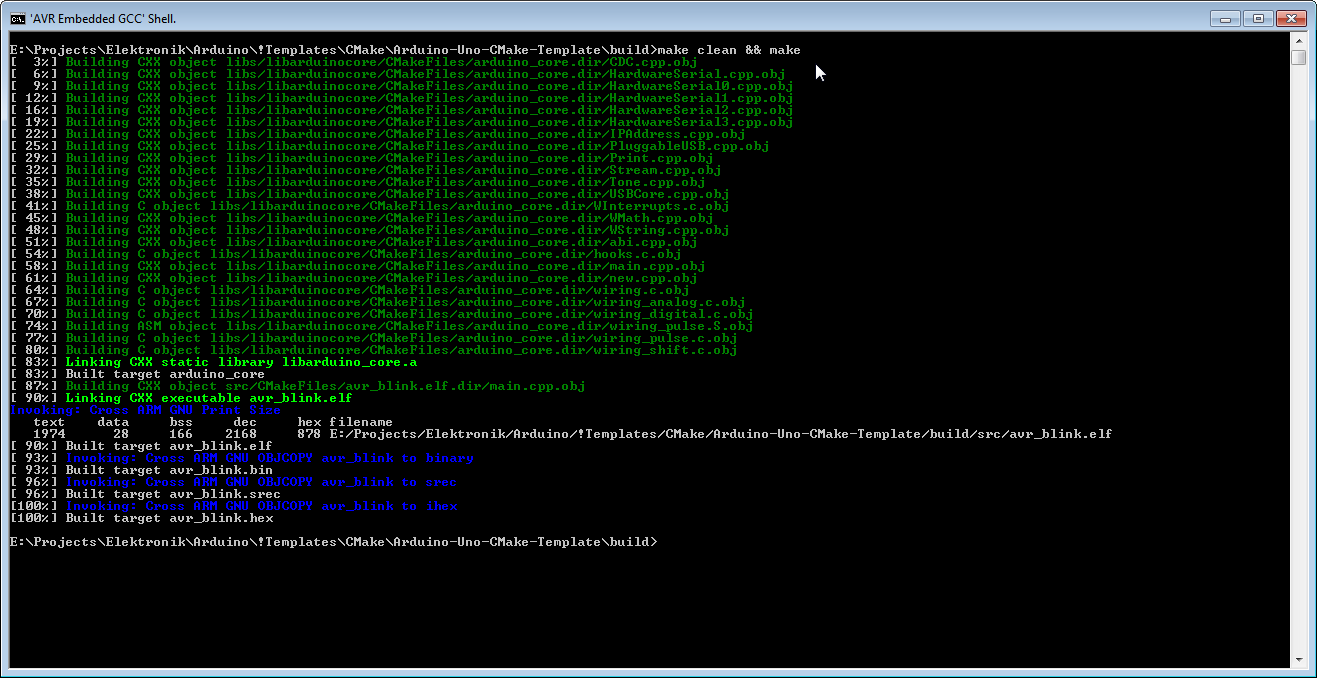 'AVR Embedded GCC' Shell.
E:\Projects\Elektronik\Arduino\!Templates\CMake\Arduino-Uno-CMake-Template\build>make clean && make
[  3%] Building CXX object libs/libarduinocore/CMakeFiles/arduino_core.dir/CDC.cpp.obj
[  6%] Building CXX object libs/libarduinocore/CMakeFiles/arduino_core.dir/HardwareSerial.cpp.obj
[  9%] Building CXX object libs/libarduinocore/CMakeFiles/arduino_core.dir/HardwareSerial0.cpp.obj
[ 12%] Building CXX object libs/libarduinocore/CMakeFiles/arduino_core.dir/HardwareSerial1.cpp.obj
[ 16%] Building CXX object libs/libarduinocore/CMakeFiles/arduino_core.dir/HardwareSerial2.cpp.obj
[ 19%] Building CXX object libs/libarduinocore/CMakeFiles/arduino_core.dir/HardwareSerial3.cpp.obj
[ 22%] Building CXX object libs/libarduinocore/CMakeFiles/arduino_core.dir/IPAddress.cpp.obj
[ 25%] Building CXX object libs/libarduinocore/CMakeFiles/arduino_core.dir/PluggableUSB.cpp.obj
[ 29%] Building CXX object libs/libarduinocore/CMakeFiles/arduino_core.dir/Print.cpp.obj
[ 32%] Building CXX object libs/libarduinocore/CMakeFiles/arduino_core.dir/Stream.cpp.obj
[ 35%] Building CXX object libs/libarduinocore/CMakeFiles/arduino_core.dir/Tone.cpp.obj
[ 38%] Building CXX object libs/libarduinocore/CMakeFiles/arduino_core.dir/USBCore.cpp.obj
[ 41%] Building C object libs/libarduinocore/CMakeFiles/arduino_core.dir/WInterrupts.c.obj
[ 45%] Building CXX object libs/libarduinocore/CMakeFiles/arduino_core.dir/WMath.cpp.obj
[ 48%] Building CXX object libs/libarduinocore/CMakeFiles/arduino_core.dir/WString.cpp.obj
[ 51%] Building CXX object libs/libarduinocore/CMakeFiles/arduino_core.dir/abi.cpp.obj
[ 54%] Building C object libs/libarduinocore/CMakeFiles/arduino_core.dir/hooks.c.obj
[ 58%] Building CXX object libs/libarduinocore/CMakeFiles/arduino_core.dir/main.cpp.obj
[ 61%] Building CXX object libs/libarduinocore/CMakeFiles/arduino_core.dir/new.cpp.obj
[ 64%] Building C object libs/libarduinocore/CMakeFiles/arduino_core.dir/wiring.c.obj
[ 67%] Building C object libs/libarduinocore/CMakeFiles/arduino_core.dir/wiring_analog.c.obj
[ 70%] Building C object libs/libarduinocore/CMakeFiles/arduino_core.dir/wiring_digital.c.obj
[ 74%] Building ASM object libs/libarduinocore/CMakeFiles/arduino_core.dir/wiring_pulse.S.obj
[ 77%] Building C object libs/libarduinocore/CMakeFiles/arduino_core.dir/wiring_pulse.c.obj
[ 80%] Building C object libs/libarduinocore/CMakeFiles/arduino_core.dir/wiring_shift.c.obj
[ 83%] Linking CXX static library libarduino_core.a
[ 83%] Built target arduino_core
[ 87%] Building CXX object src/CMakeFiles/avr_blink.elf.dir/main.cpp.obj
[ 90%] Linking CXX executable avr_blink.elf
Invoking: Cross ARM GNU Print Size
   text    data     bss     dec     hex filename
   1974      28     166    2168     878 E:/Projects/Elektronik/Arduino/!Templates/CMake/Arduino-Uno-CMake-Template/build/src/avr_blink.elf
[ 90%] Built target avr_blink.elf
[ 93%] Invoking: Cross ARM GNU OBJCOPY avr_blink to binary
[ 93%] Built target avr_blink.bin
[ 96%] Invoking: Cross ARM GNU OBJCOPY avr_blink to srec
[ 96%] Built target avr_blink.srec
[100%] Invoking: Cross ARM GNU OBJCOPY avr_blink to ihex
[100%] Built target avr_blink.hex
E:\Projects\Elektronik\Arduino\!Templates\CMake\Arduino-Uno-CMake-Template\build>